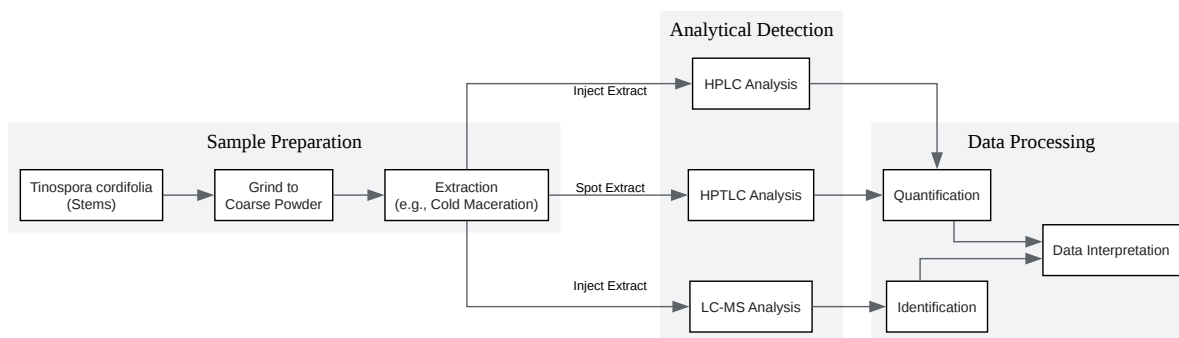 Analytical Detection
HPLC Analysis
Inject Extract
Sample Preparation
Data Processing
Tinospora cordifolia
(Stems)
Grind to
Coarse Powder
Extraction
(e.g., Cold Maceration)
Spot Extract
HPTLC Analysis
Quantification
Data Interpretation
Inject Extract
LC-MS Analysis
Identification